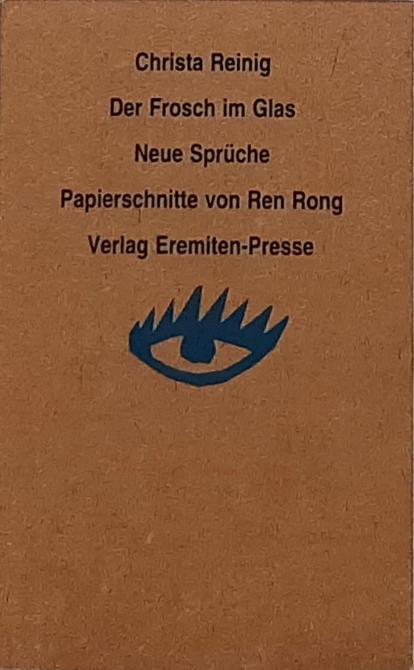 Christa Reinig
Der Frosch im Glas
Neue Sprüche
Papierschnitte von Ren Rong
Verlag Eremiten-Presse